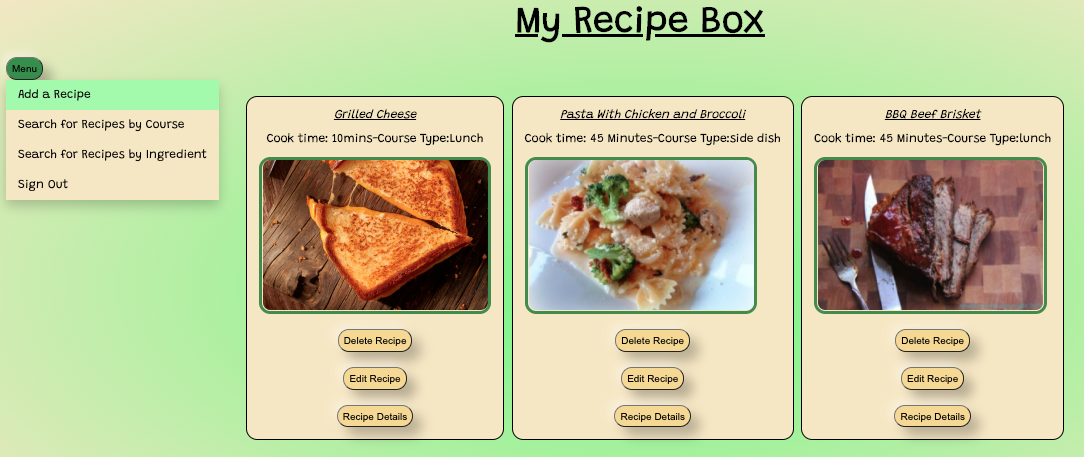 My Recipe Box
Menu
Add a Recipe
Search for Recipes by Course
Search for Recipes by Ingredient
Sign Out
Grilled Cheese
Cook time: 10mins-Course Type:Lunch
Delete Recipe
Edit Recipe
Recipe Details
Pasta With Chicken and Broccoli
Cook time: 45 Minutes-Course Type:side dish
Delete Recipe
Edit Recipe
Recipe Details
BBQ Beef Brisket
Cook time: 45 Minutes-Course Type:lunch
Delete Recipe
Edit Recipe
Recipe Details